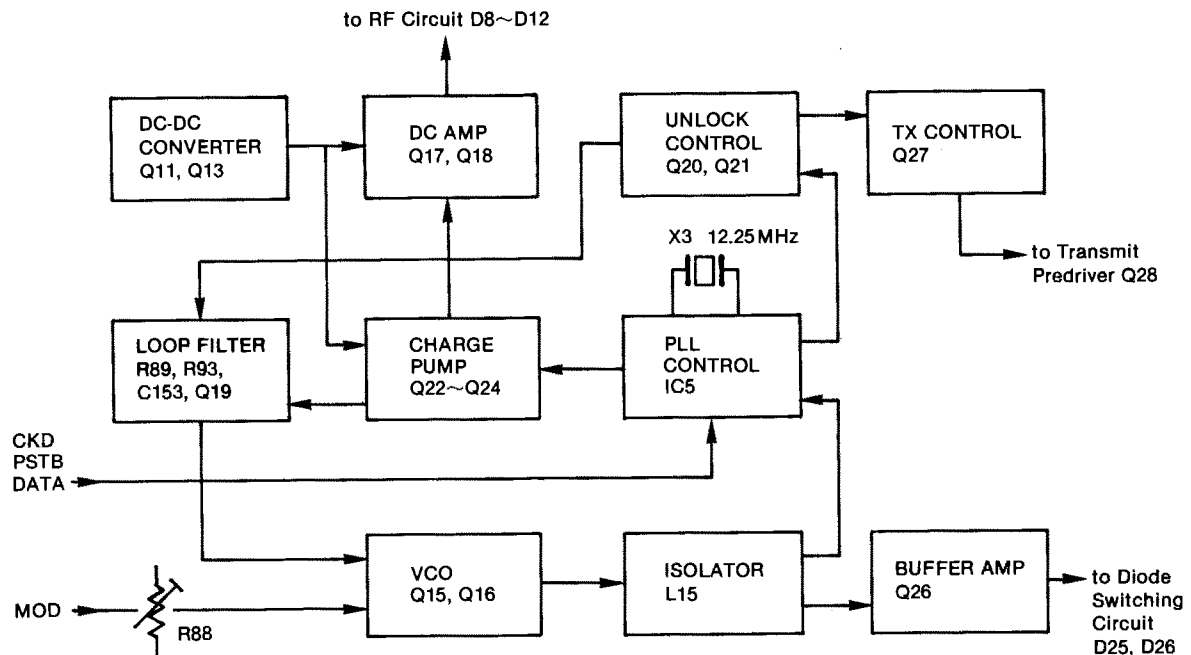 to RF Circuit D8~D12
DC-DC
CONVERTER
Q11, Q13
DC AMP
Q17, Q18
UNLOCK
CONTROL
Q20, Q21
TX CONTROL
Q27
X3 12.25MHz
to Transmit
Predriver Q28
LOOP FILTER
R89, R93,
C153, Q19
CHARGE
PUMP
Q22~Q24
PLL
CONTROL
IC5
CKD
PSTB
DATA
VCO
Q15, Q16
ISOLATOR
L15
BUFFER AMP
Q26
to Diode
Switching
Circuit
D25, D26
MOD
R88